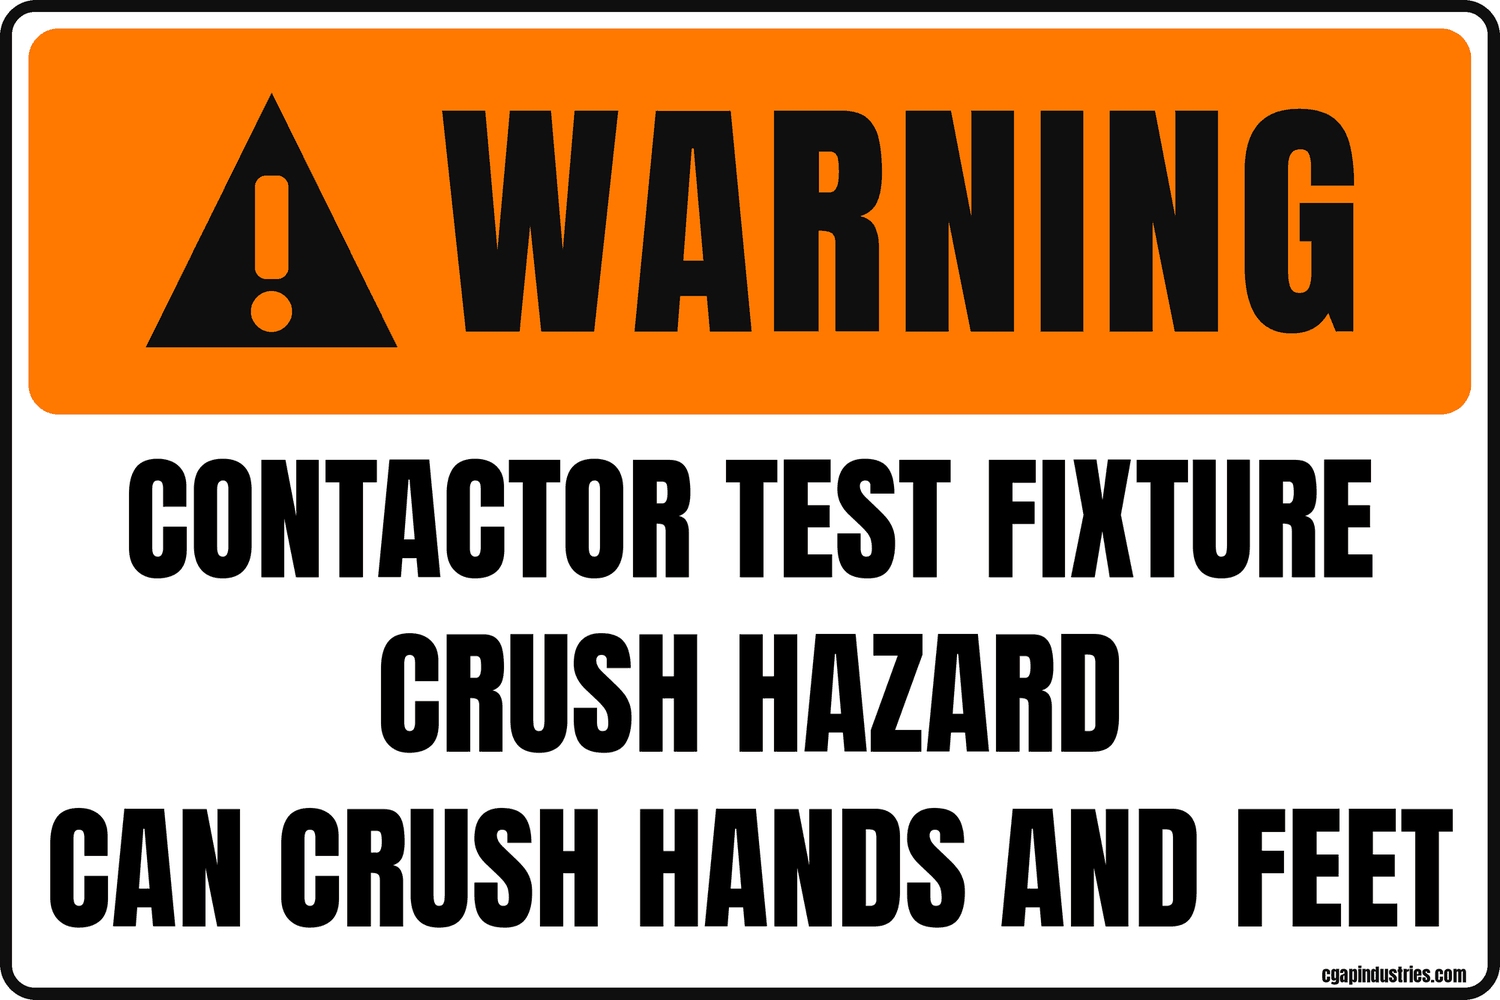 WARNING
CONTACTOR TEST FIXTURE
CRUSH HAZARD
CAN CRUSH HANDS AND FEET
cgapindustries.com